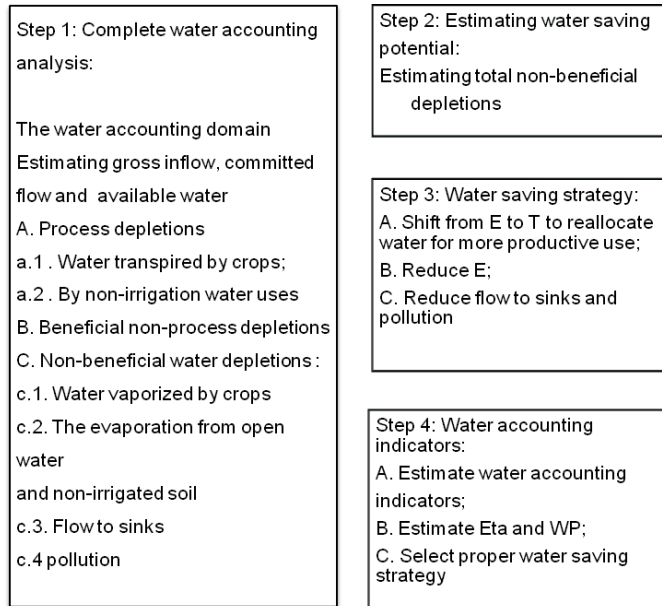 Step 1: Complete water accounting
analysis:
The water accounting domain
Estimating gross inflow, committed
flow and available water
A. Process depletions
a.1 . Water transpired by crops;
a.2 . By non-irrigation water uses
B. Beneficial non-process depletions
C. Non-beneficial water depletions :
c.1. Water vaporized by crops
c.2. The evaporation from open
water
and non-irrigated soil
c.3. Flow to sinks
c.4 pollution
Step 2: Estimating water saving
potential:
Estimating total non-beneficial
depletions
Step 3: Water saving strategy:
A. Shift from E to T to reallocate
water for more productive use;
B. Reduce E;
C. Reduce flow to sinks and
pollution
Step 4: Water accounting
indicators:
A. Estimate water accounting
indicators;
B. Estimate Eta and WP;
C. Select proper water saving
strategy